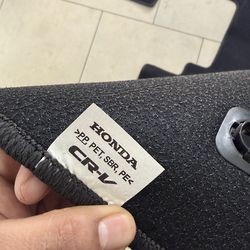 HONDA
>PP, PET, SBR, PE<
CR-V